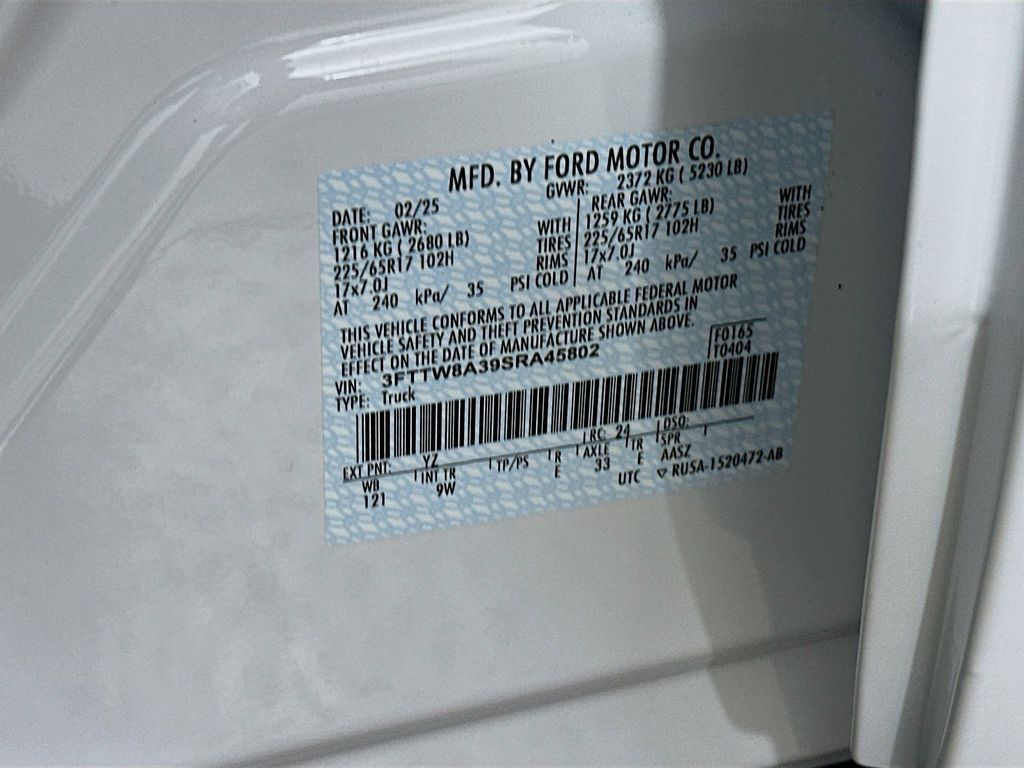 MFD. BY FORD MOTOR CO.
DATE: 02/25 GVWR: 2372 KG ( 5230 LB)
FRONT GAWR: REAR GAWR:
1216 KG ( 2680 LB) WITH 1259 KG ( 2775 LB) WITH
225/65R17 102H TIRES 225/65R17 102H TIRES
17x7.0J RIMS 17x7.0J RIMS
AT 240 kPa/ 35 PSI COLD AT 240 kPa/ 35 PSI COLD
THIS VEHICLE CONFORMS TO ALL APPLICABLE FEDERAL MOTOR
VEHICLE SAFETY AND THEFT PREVENTION STANDARDS IN
EFFECT ON THE DATE OF MANUFACTURE SHOWN ABOVE.
VIN: 3FTTW8A39SRA45802 F0165
TYPE: Truck T0404
EXT PNT: YZ RC: 24 DSO:
WB INT TR TP/PS R AXLE TR SPR
121 9W E 33 E AASZ
UTC ▽ RU5A-1520472-AB